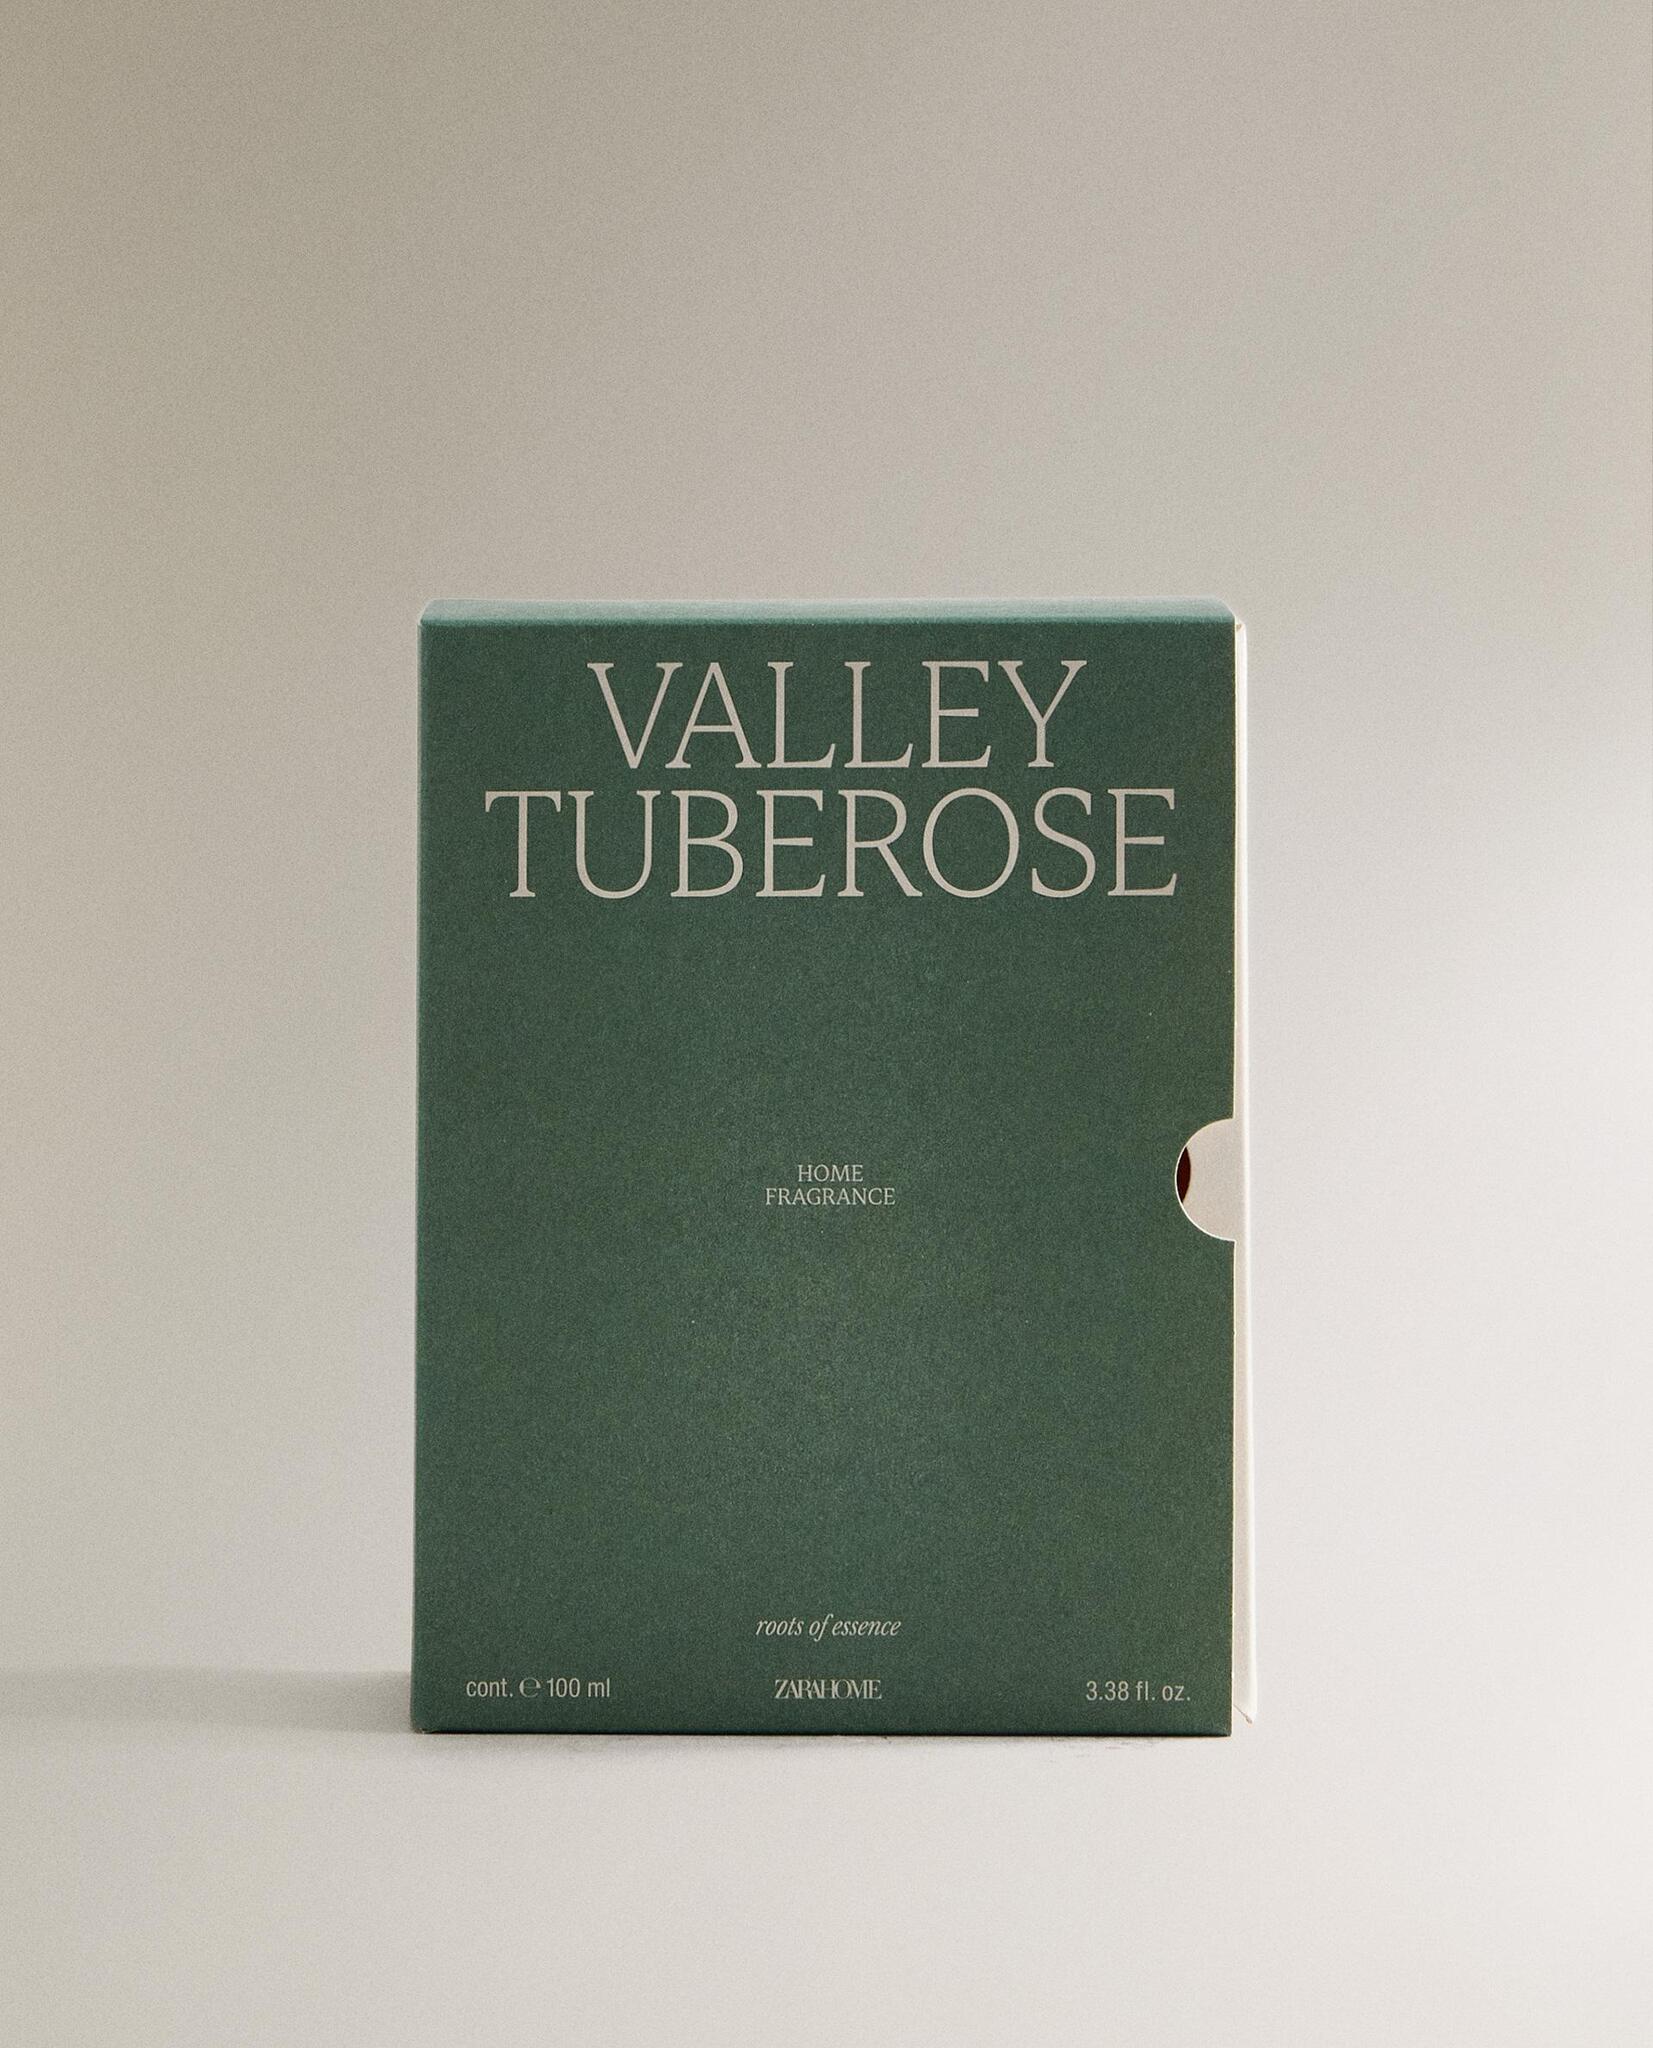 VALLEY
TUBEROSE
HOME
FRAGRANCE
roots of essence
cont. ℮ 100 ml
ZARAHOME
3.38 fl. oz.